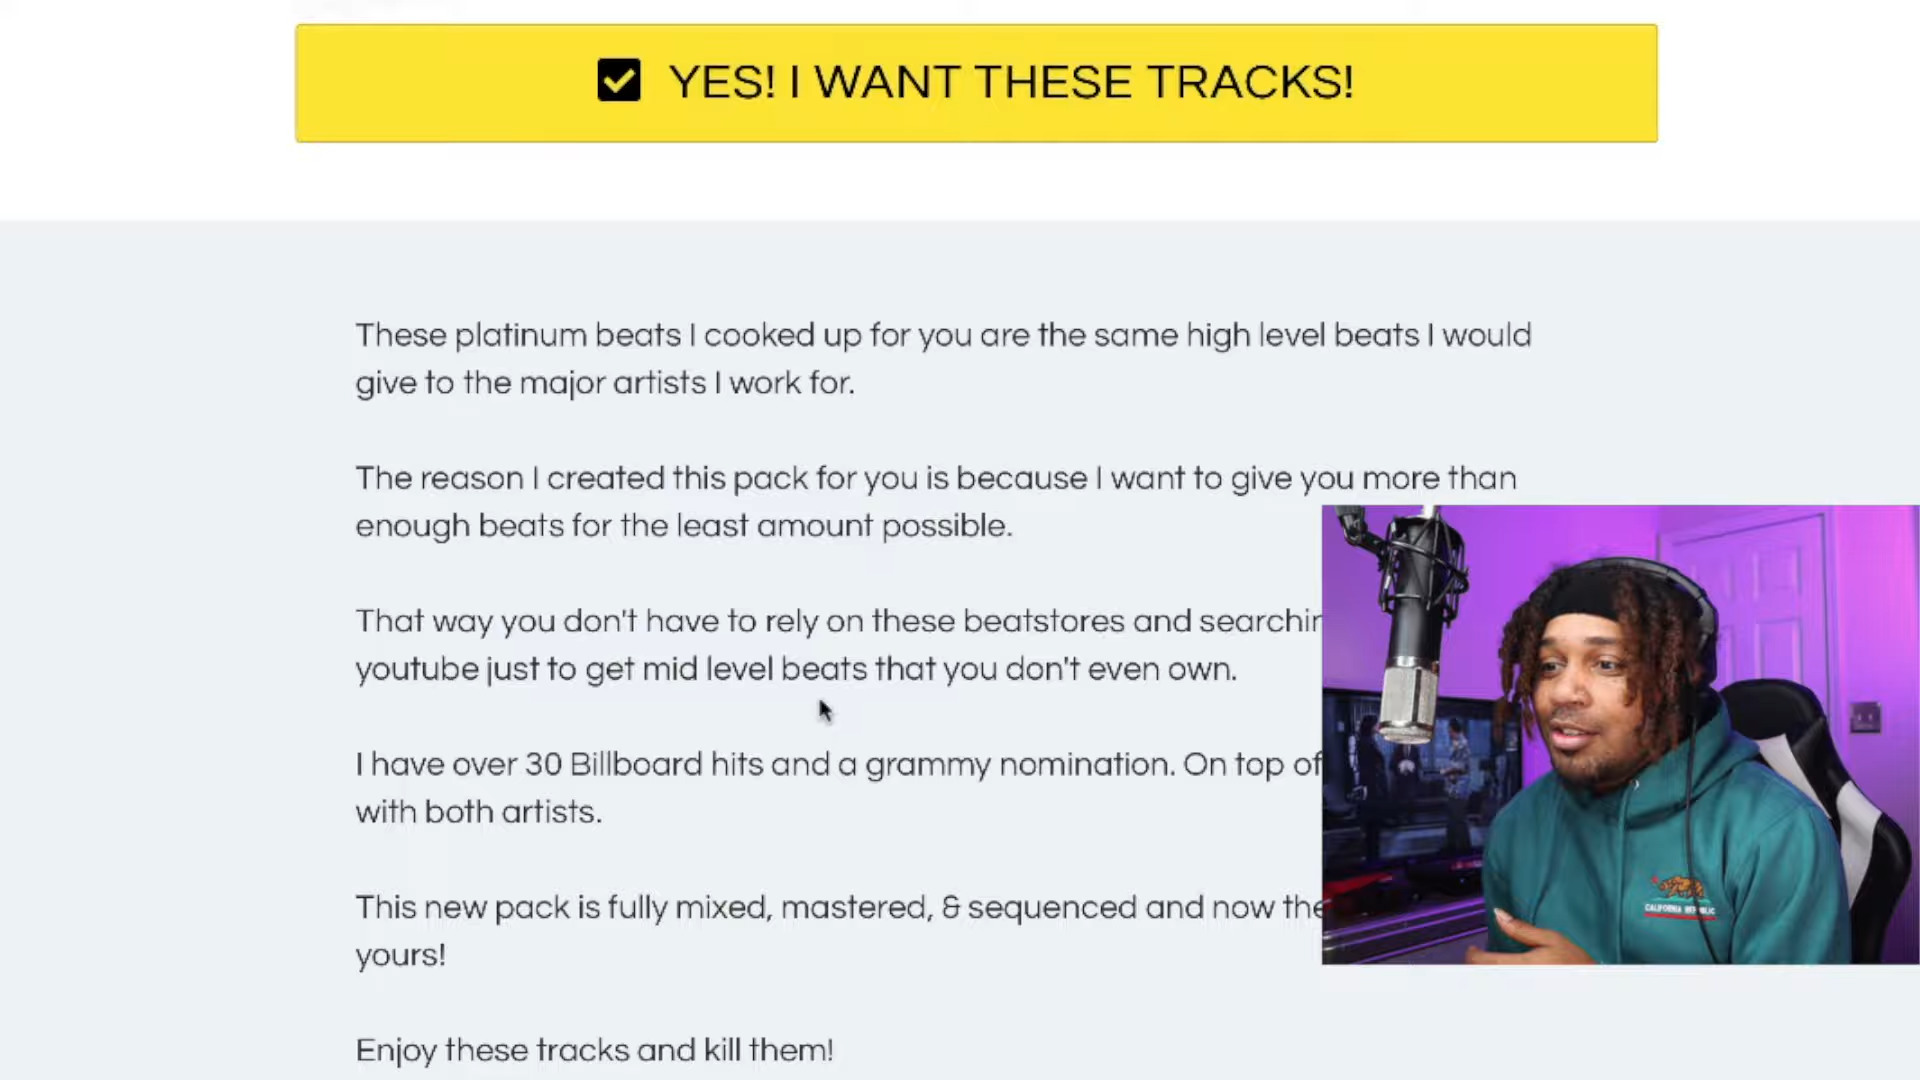 YES! I WANT THESE TRACKS!
These platinum beats I cooked up for you are the same high level beats I would
give to the major artists I work for.
The reason I created this pack for you is because I want to give you more than
enough beats for the least amount possible.
That way you don't have to rely on these beatstores and
youtube just to get mid level beats that you don't even own.
I have over 30 Billboard hits and a grammy nomination. On top of
with both artists.
This new pack is fully mixed, mastered, & sequenced and now
yours!
Enjoy these tracks and kill them!
CALIFORNIA REPUBLIC